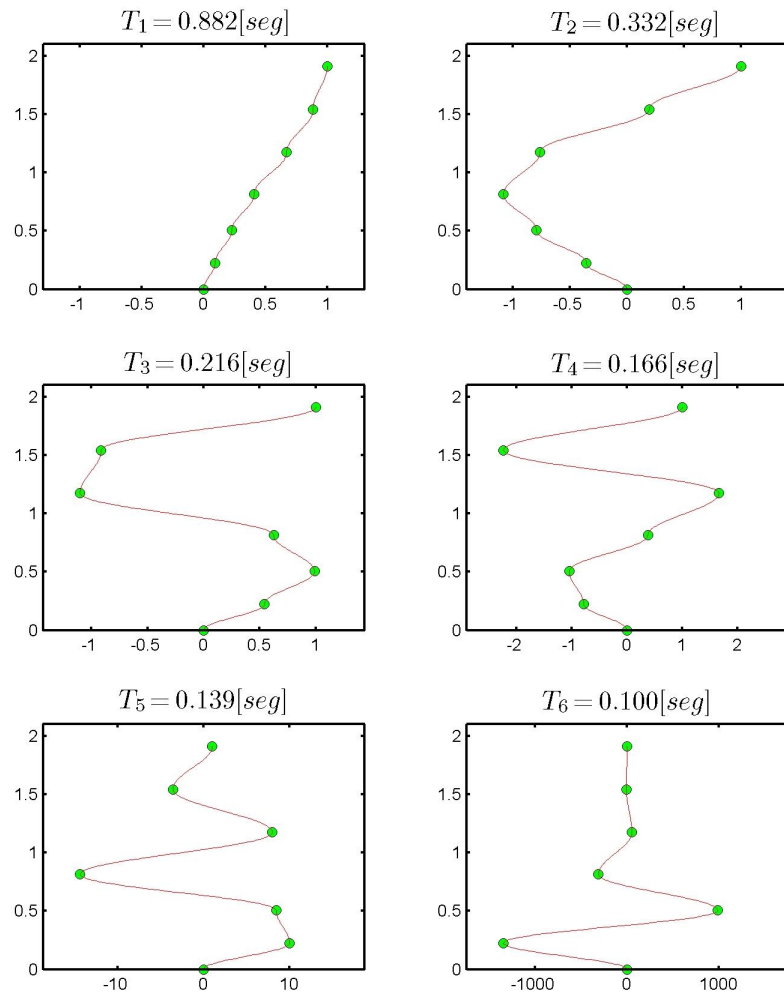 T₁ = 0.882[seg]
T₂ = 0.332[seg]
2
1.5
1
0.5
0
-1 -0.5 0 0.5 1
2
1.5
1
0.5
0
-1 -0.5 0 0.5 1
T₃ = 0.216[seg]
T₄ = 0.166[seg]
2
1.5
1
0.5
0
-1 -0.5 0 0.5 1
2
1.5
1
0.5
0
-2 -1 0 1 2
T₅ = 0.139[seg]
T₆ = 0.100[seg]
2
1.5
1
0.5
0
-10 0 10
2
1.5
1
0.5
0
-1000 0 1000